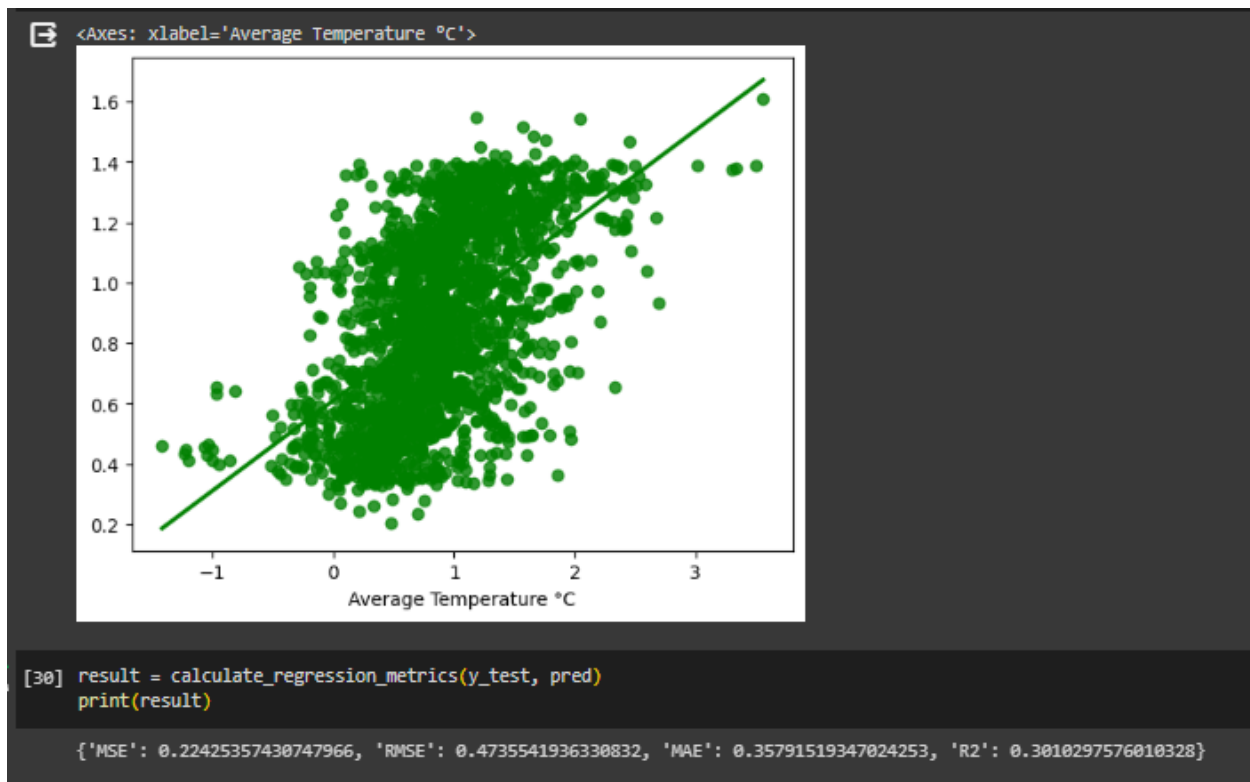 <Axes: xlabel='Average Temperature °C'>
1.6
1.4
1.2
1.0
0.8
0.6
0.4
0.2
−1 0 1 2 3
Average Temperature °C
[30] result = calculate_regression_metrics(y_test, pred)
print(result)
{'MSE': 0.22425357430747966, 'RMSE': 0.4735541936330832, 'MAE': 0.35791519347024253, 'R2': 0.3010297576010328}